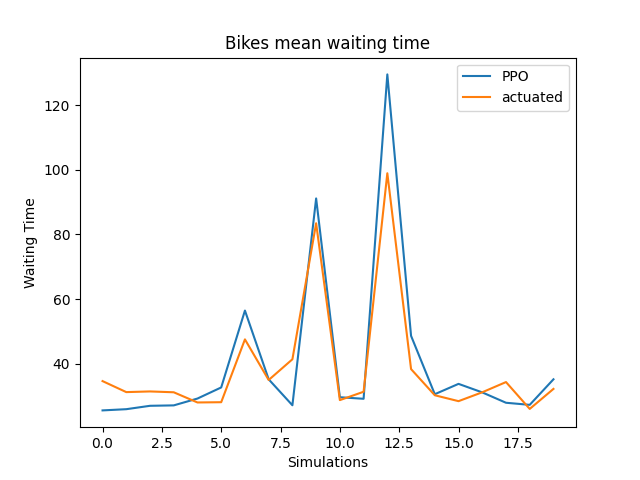 Bikes mean waiting time
PPO
actuated
Waiting Time
120
100
80
60
40
0.0 2.5 5.0 7.5 10.0 12.5 15.0 17.5
Simulations